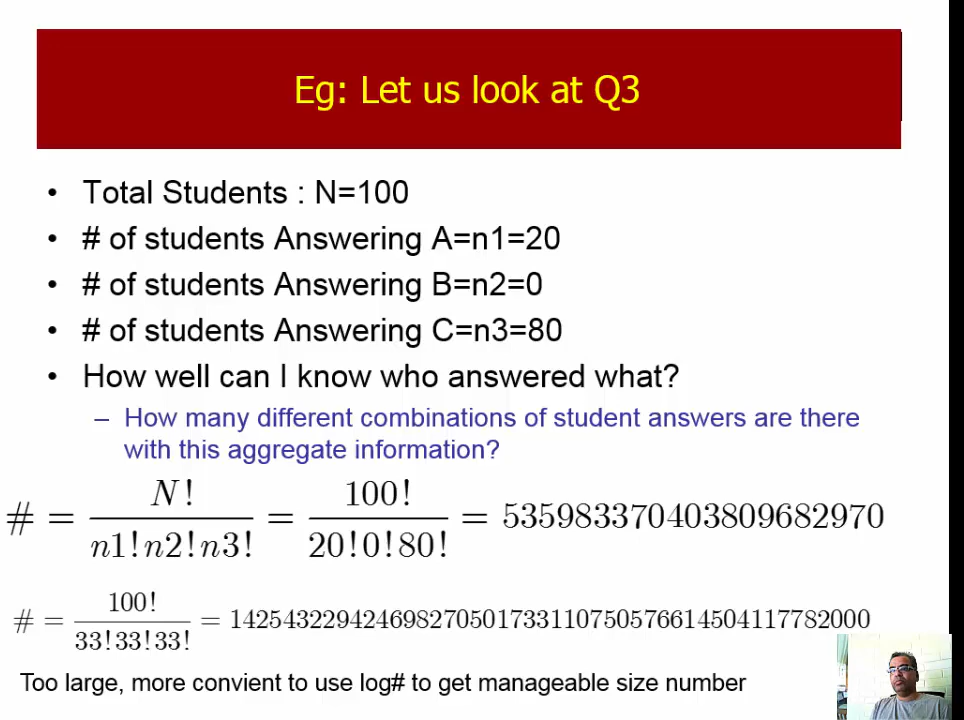 Eg: Let us look at Q3
• Total Students : N=100
• # of students Answering A=n1=20
• # of students Answering B=n2=0
• # of students Answering C=n3=80
• How well can I know who answered what?
– How many different combinations of student answers are there
with this aggregate information?
# = N! / n1!n2!n3! = 100! / 20!0!80! = 535983370403809682970
# = 100! / 33!33!33! = 142543229424698270501733110750576614504117782000
Too large, more convient to use log# to get manageable size number